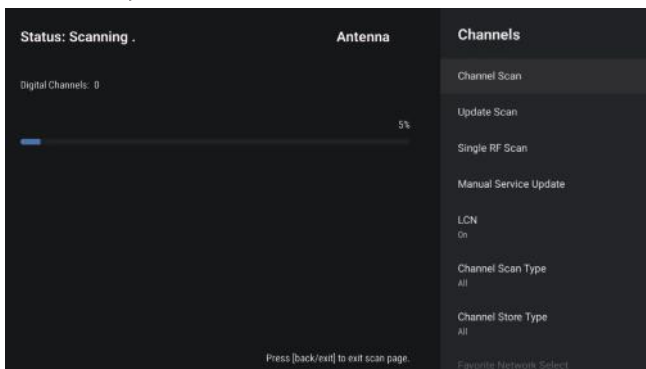 Status: Scanning .
Antenna
Digital Channels: 0
5%
Press [back/exit] to exit scan page.
Channels
Channel Scan
Update Scan
Single RF Scan
Manual Service Update
LCN
On
Channel Scan Type
All
Channel Store Type
All
Favorite Network Select